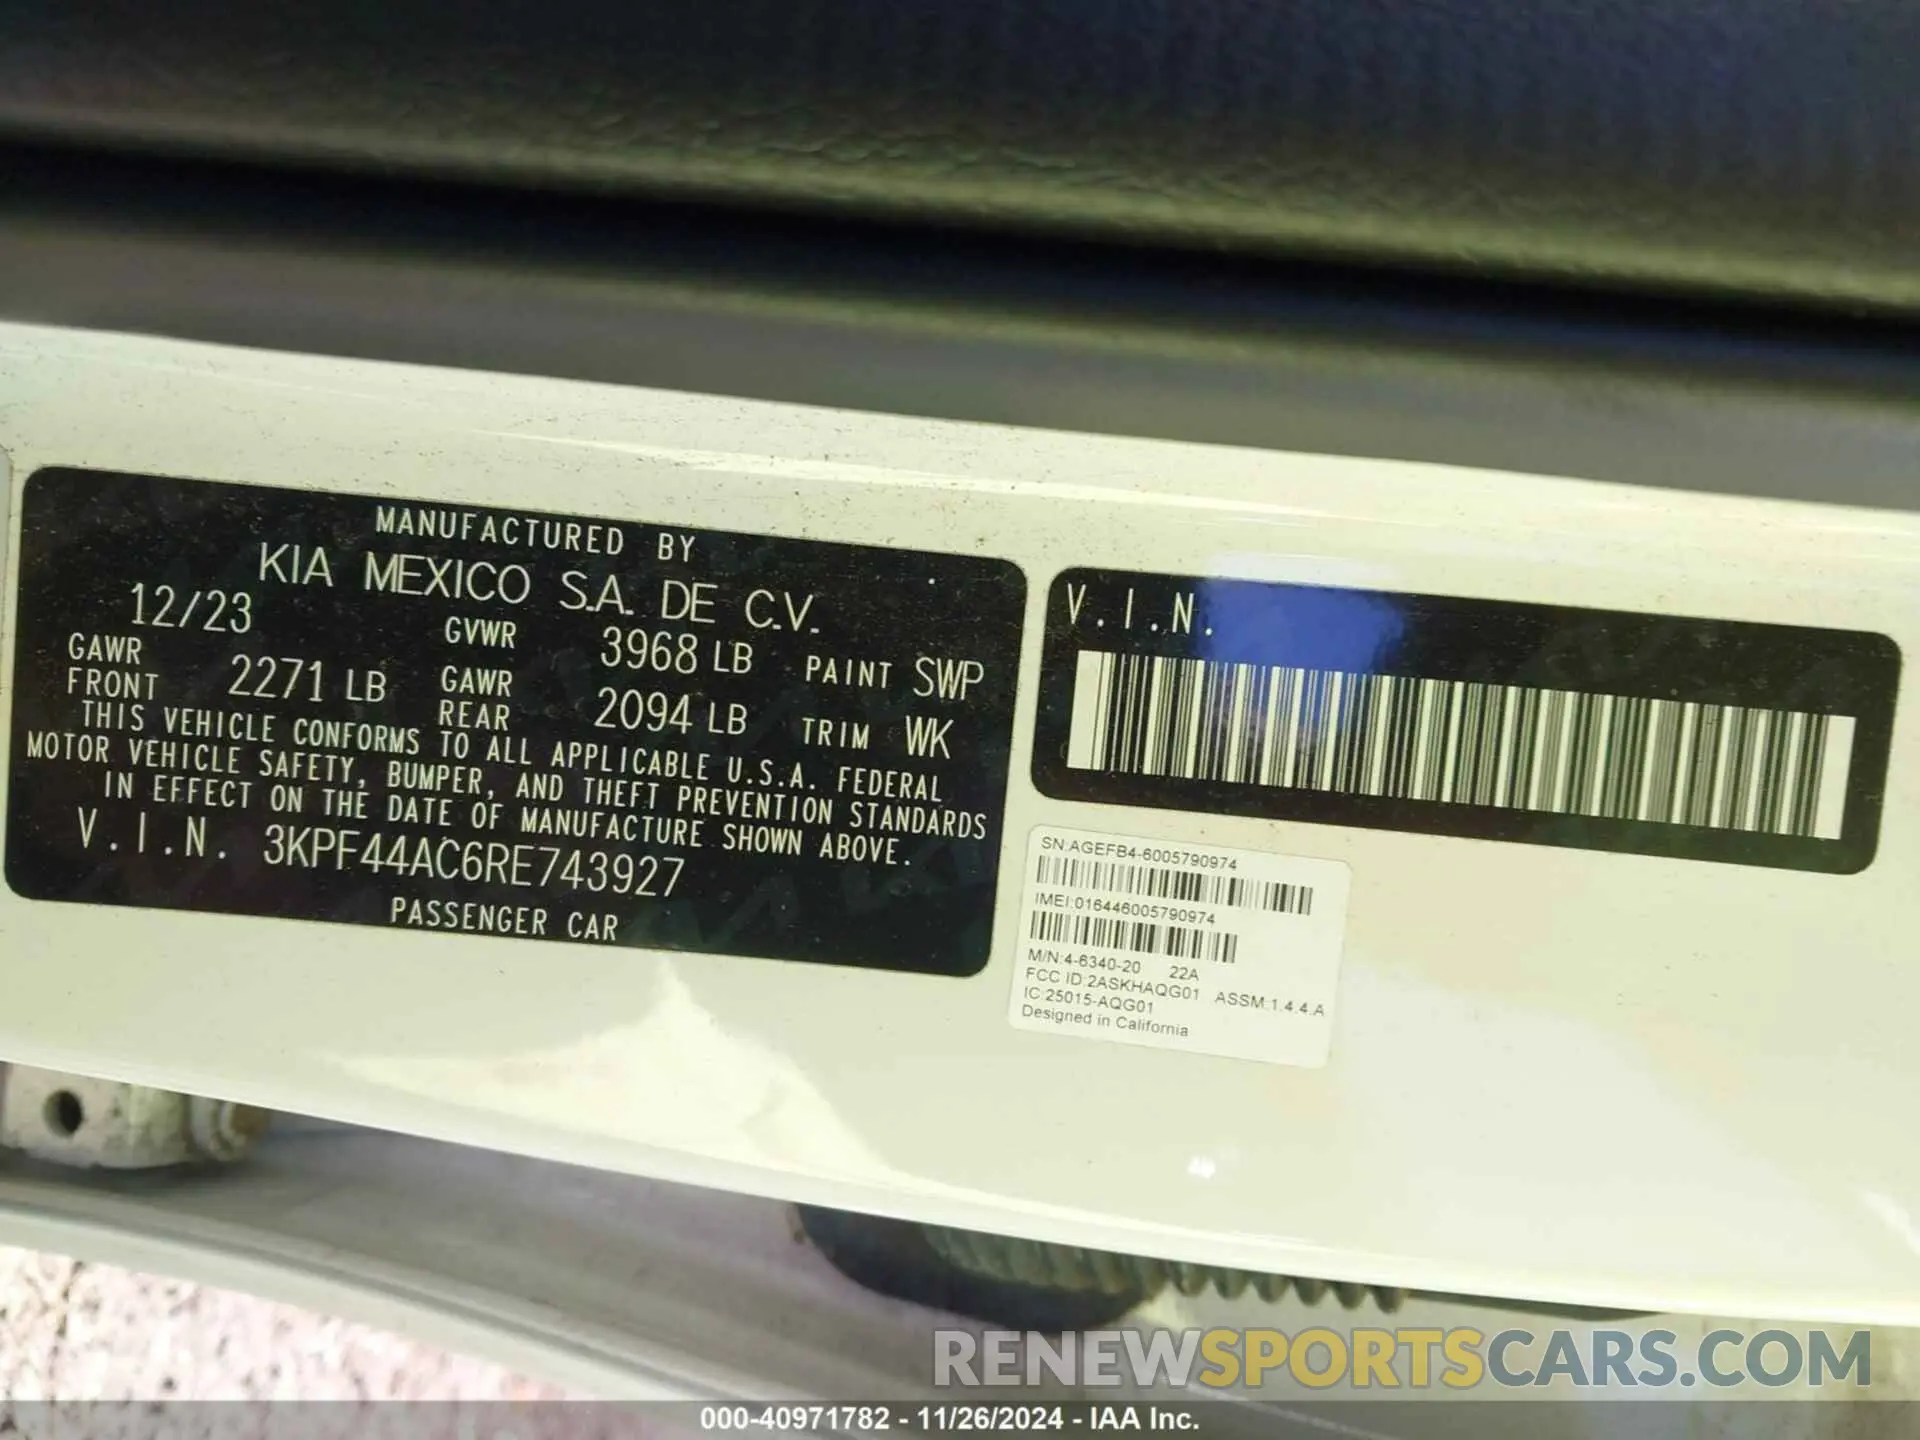 MANUFACTURED BY
KIA MEXICO S.A. DE C.V.
12/23
GVWR 3968 LB PAINT SWP
GAWR FRONT 2271 LB GAWR REAR 2094 LB TRIM WK
THIS VEHICLE CONFORMS TO ALL APPLICABLE U.S.A. FEDERAL
MOTOR VEHICLE SAFETY, BUMPER, AND THEFT PREVENTION STANDARDS
IN EFFECT ON THE DATE OF MANUFACTURE SHOWN ABOVE.
V.I.N. 3KPF44AC6RE743927
PASSENGER CAR
V.I.N.
SN:AGEFB4-6005790974
IMEI:016446005790974
M/N:4-6340-20 22A
FCC ID:2ASKHAQG01 ASSM:1.4.4.A
IC:25015-AQG01
Designed in California
RENEWSPORTSCARS.COM
000-40971782 - 11/26/2024 - IAA Inc.